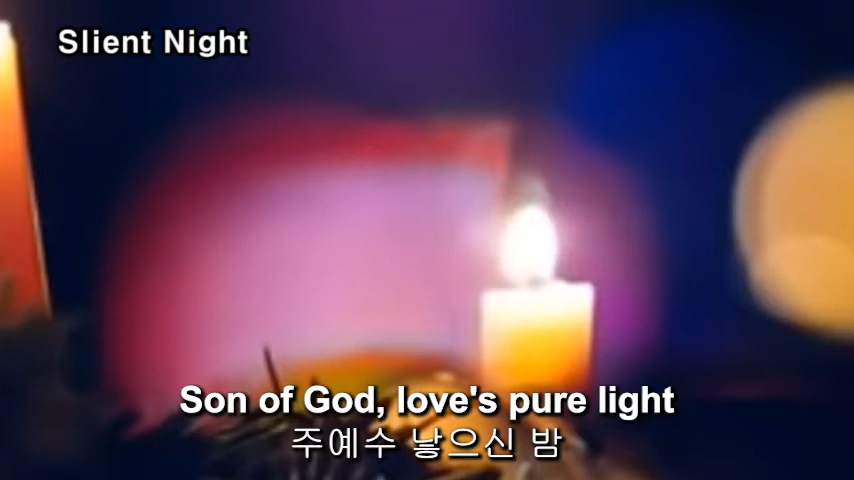 Slient Night
Son of God, love's pure light
주예수 낳으신 밤